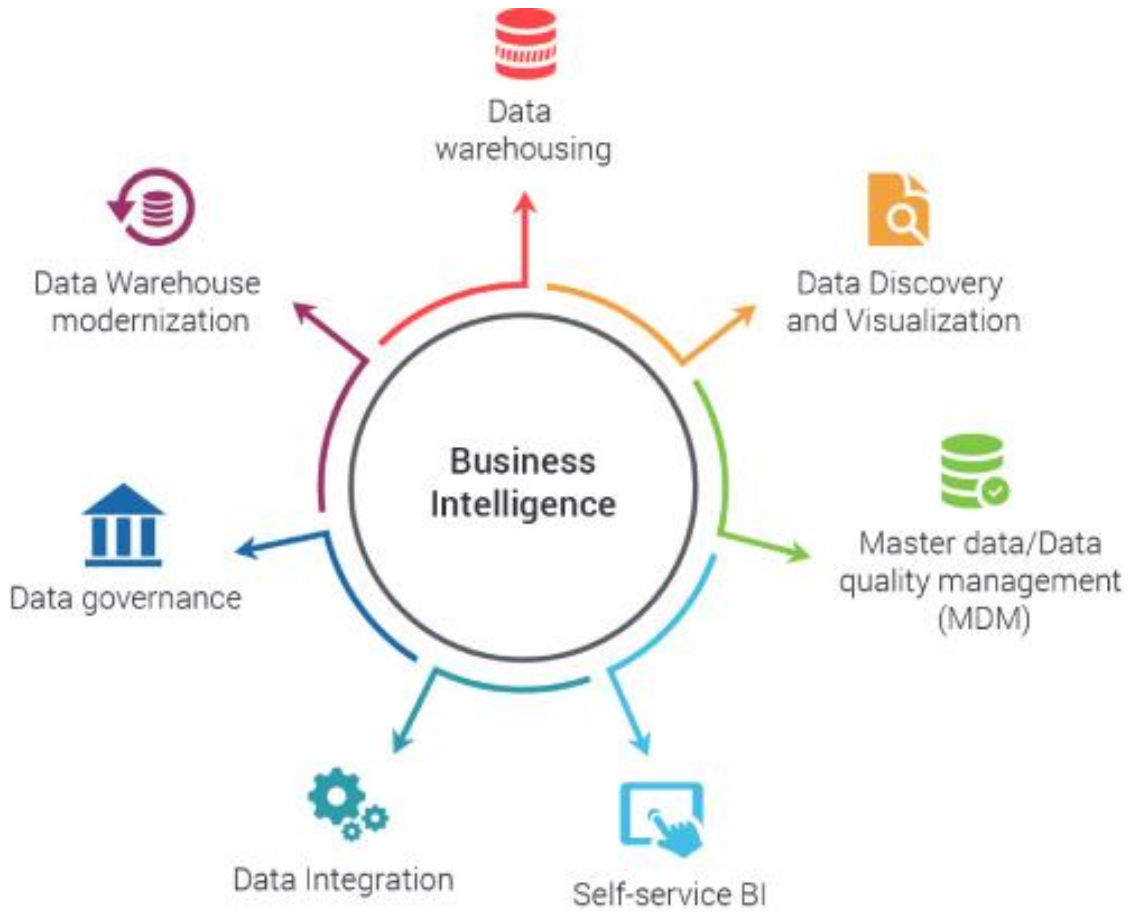 Data
warehousing
Data Discovery
and Visualization
Master data/Data
quality management
(MDM)
Self-service BI
Data Integration
Data governance
Data Warehouse
modernization
Business
Intelligence